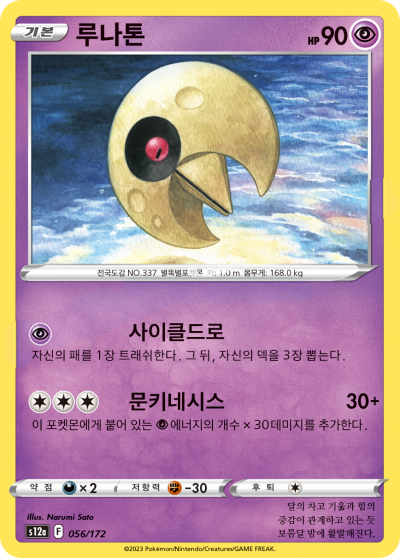 기본 루나톤 HP 90
전국도감 NO.337 별똥별포켓몬 키: 1.0 m 몸무게: 168.0 kg
사이클드로
자신의 패를 1장 트래쉬한다. 그 뒤, 자신의 덱을 3장 뽑는다.
문키네시스 30+
이 포켓몬에게 붙어 있는 에너지의 개수 × 30데미지를 추가한다.
약점 ×2 저항력 -30 후퇴
Illus. Narumi Sato
s12a F 056/172
달의 차고 기울과 힘의
증감이 관계하고 있는 듯
보름달 밤에 활발해진다.
©2023 Pokémon/Nintendo/Creatures/GAME FREAK.